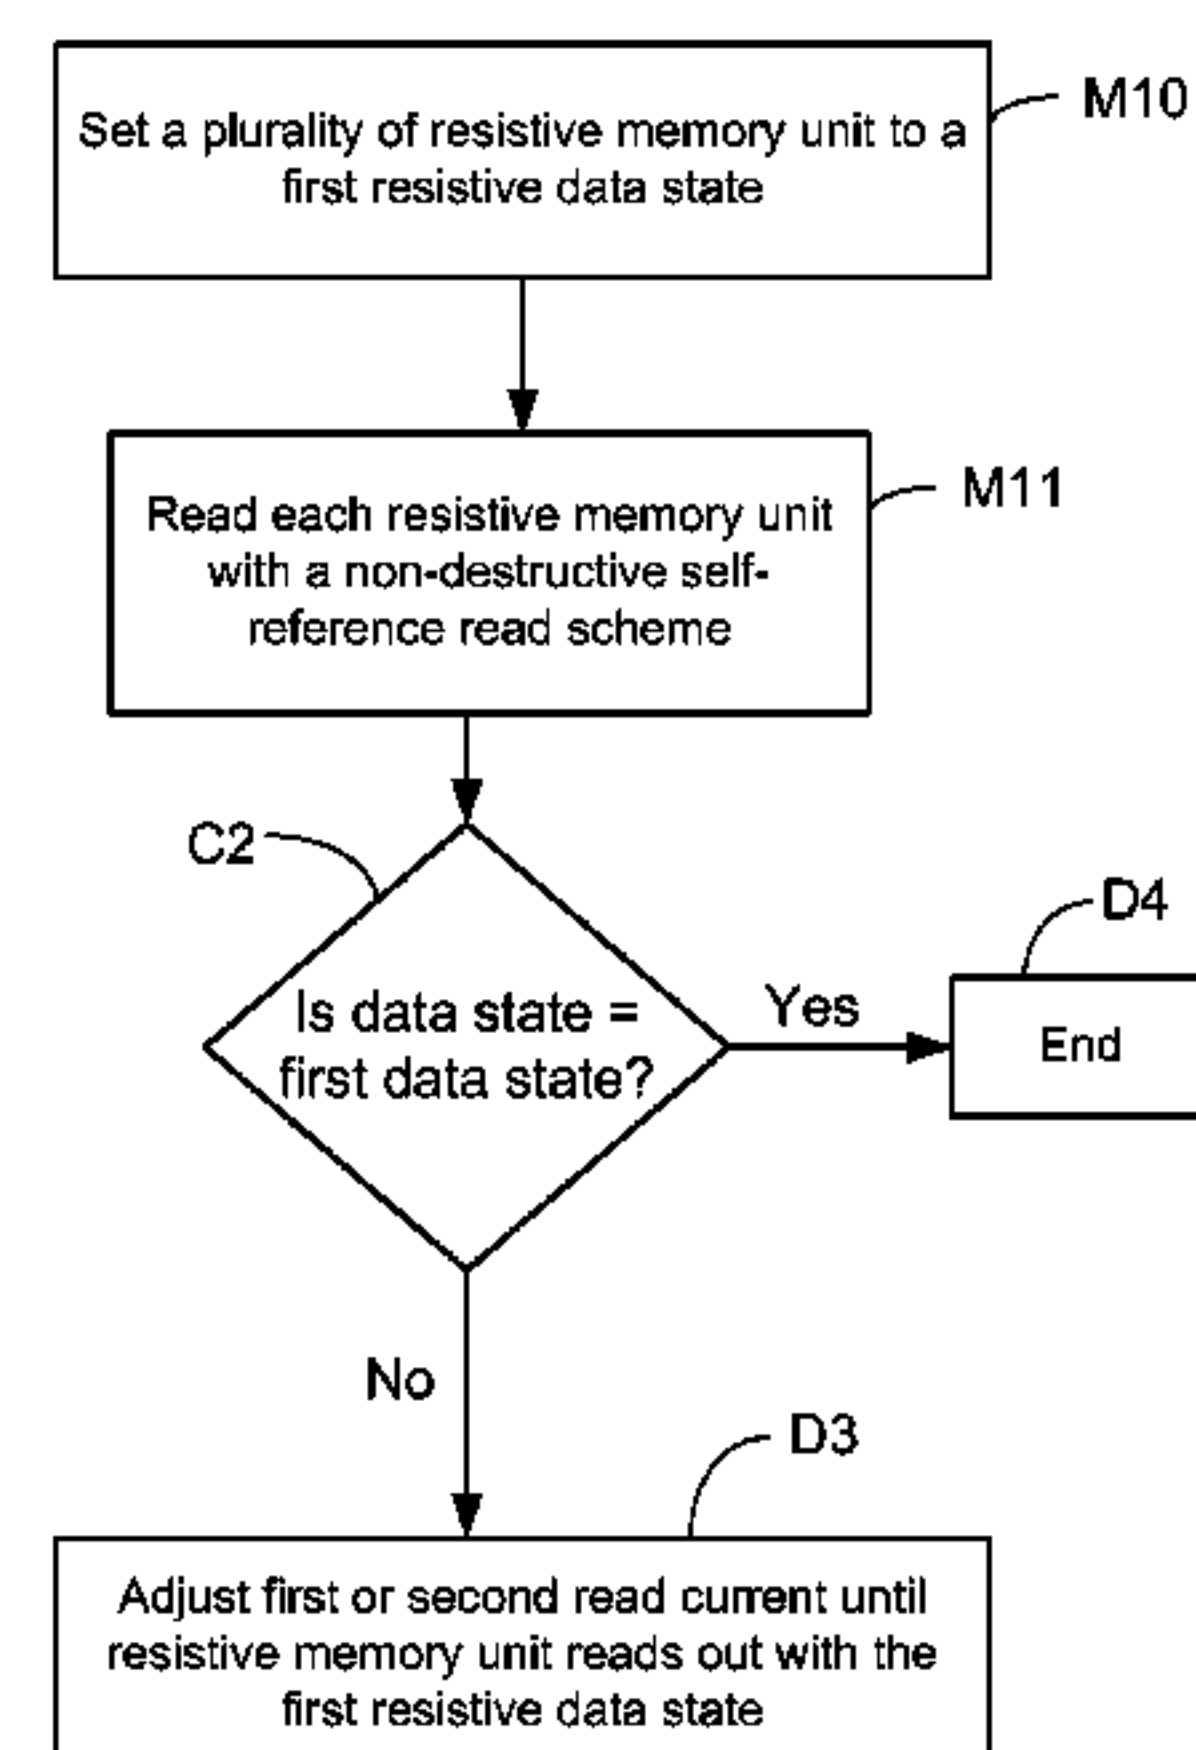 Set a plurality of resistive memory unit to a
first resistive data state
M10
Read each resistive memory unit
with a non-destructive self-
reference read scheme
M11
C2
Is data state =
first data state?
Yes
D4
End
No
D3
Adjust first or second read current until
resistive memory unit reads out with the
first resistive data state